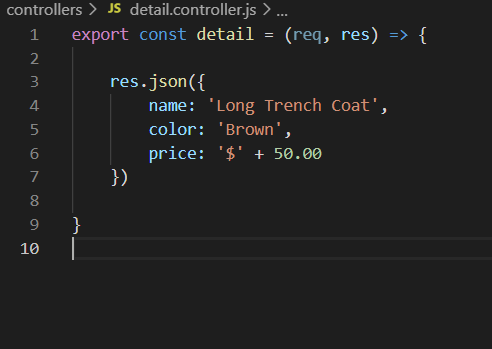 controllers > JS detail.controller.js > ...
1 export const detail = (req, res) => {
2
3     res.json({
4         name: 'Long Trench Coat',
5         color: 'Brown',
6         price: '$' + 50.00
7     })
8
9 }
10